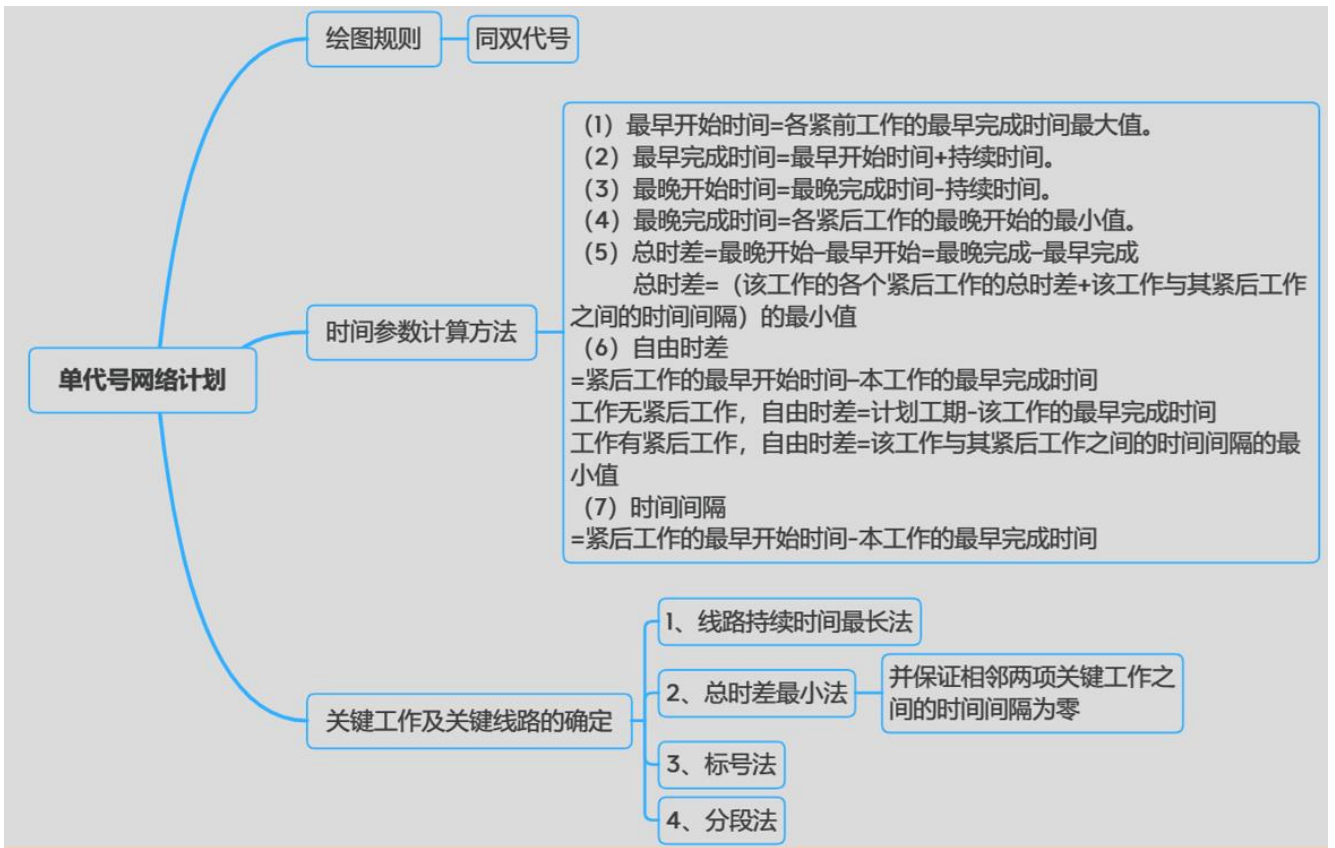 绘图规则
同双代号
（1）最早开始时间=各紧前工作的最早完成时间最大值。
（2）最早完成时间=最早开始时间+持续时间。
（3）最晚开始时间=最晚完成时间-持续时间。
（4）最晚完成时间=各紧后工作的最晚开始的最小值。
（5）总时差=最晚开始–最早开始=最晚完成–最早完成
总时差=（该工作的各个紧后工作的总时差+该工作与其紧后工作
之间的时间间隔）的最小值
（6）自由时差
=紧后工作的最早开始时间–本工作的最早完成时间
工作无紧后工作，自由时差=计划工期-该工作的最早完成时间
工作有紧后工作，自由时差=该工作与其紧后工作之间的时间间隔的最
小值
（7）时间间隔
=紧后工作的最早开始时间-本工作的最早完成时间
时间参数计算方法
单代号网络计划
1、线路持续时间最长法
2、总时差最小法
并保证相邻两项关键工作之
间的时间间隔为零
关键工作及关键线路的确定
3、标号法
4、分段法